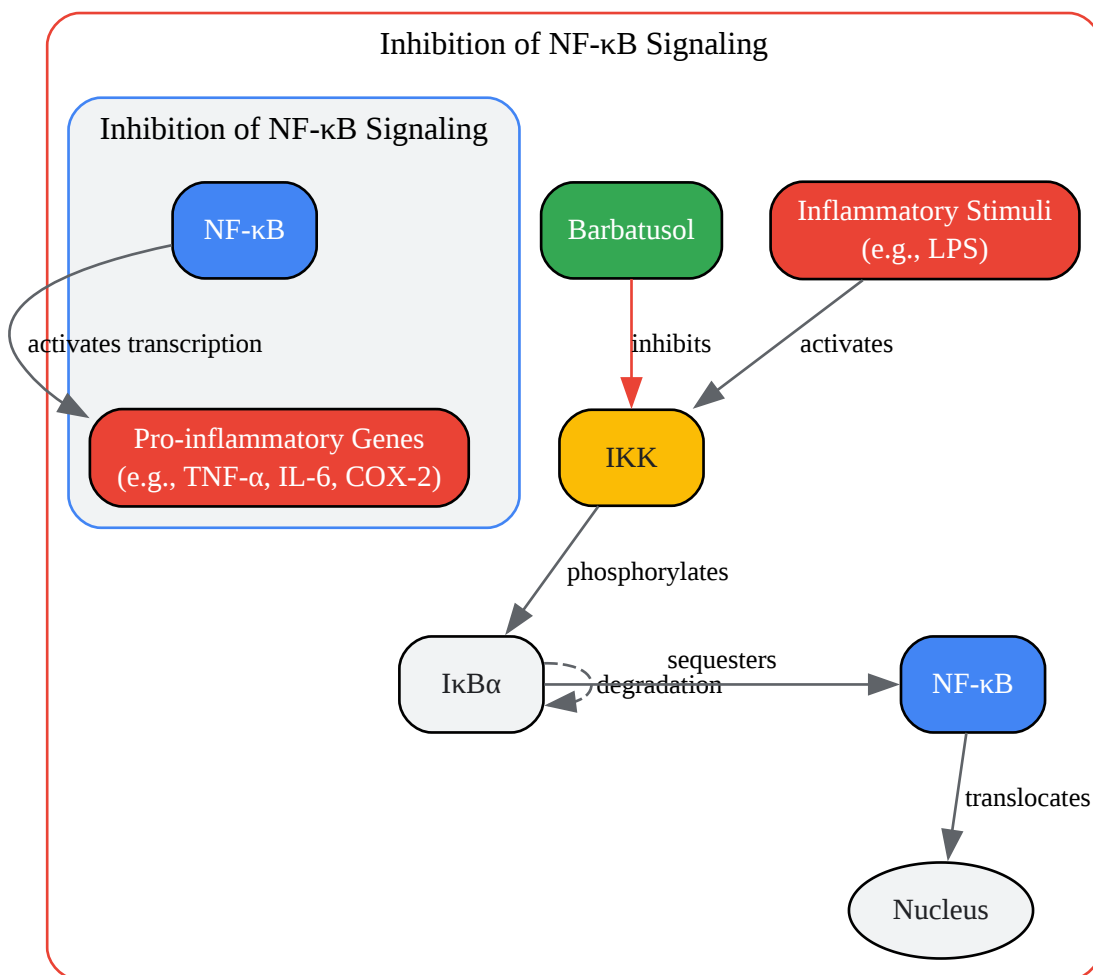 Inhibition of NF-κB Signaling
Inhibition of NF-κB Signaling
NF-κB
Barbatusol
Inflammatory Stimuli
(e.g., LPS)
activates transcription
inhibits
activates
Pro-inflammatory Genes
(e.g., TNF-α, IL-6, COX-2)
IKK
phosphorylates
IκBα
sequesters
degradation
NF-κB
translocates
Nucleus